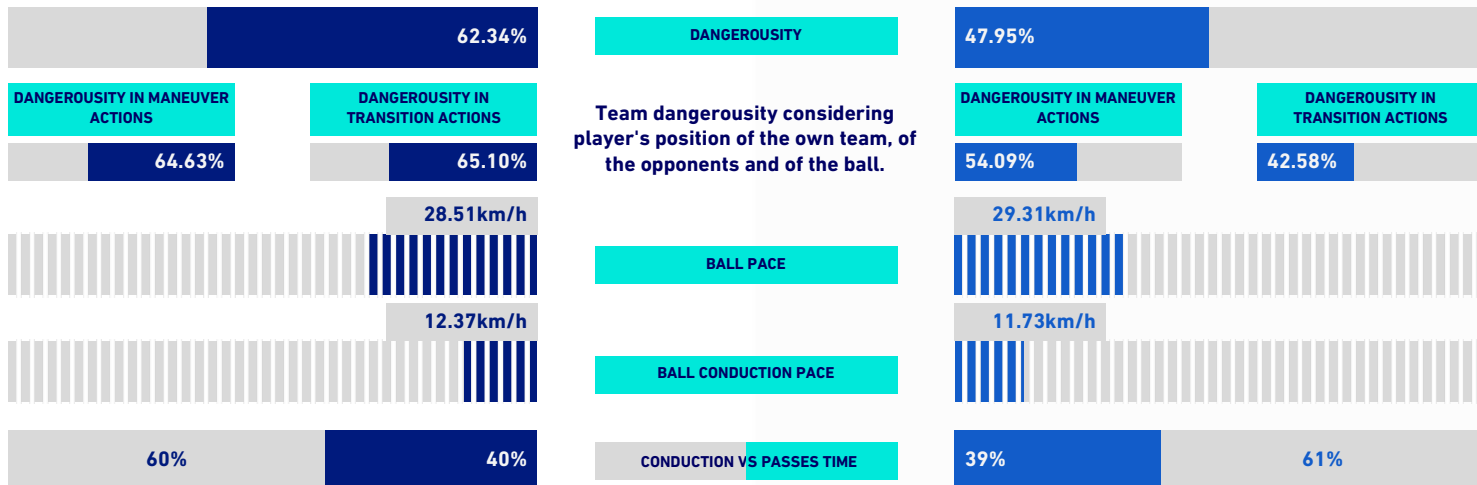 62.34%
DANGEROUSITY
47.95%
DANGEROUSITY IN MANEUVER
ACTIONS
DANGEROUSITY IN
TRANSITION ACTIONS
64.63%
65.10%
Team dangerousity considering
player's position of the own team, of
the opponents and of the ball.
DANGEROUSITY IN MANEUVER
ACTIONS
DANGEROUSITY IN
TRANSITION ACTIONS
54.09%
42.58%
28.51km/h
BALL PACE
29.31km/h
12.37km/h
BALL CONDUCTION PACE
11.73km/h
60%
40%
CONDUCTION VS PASSES TIME
39%
61%